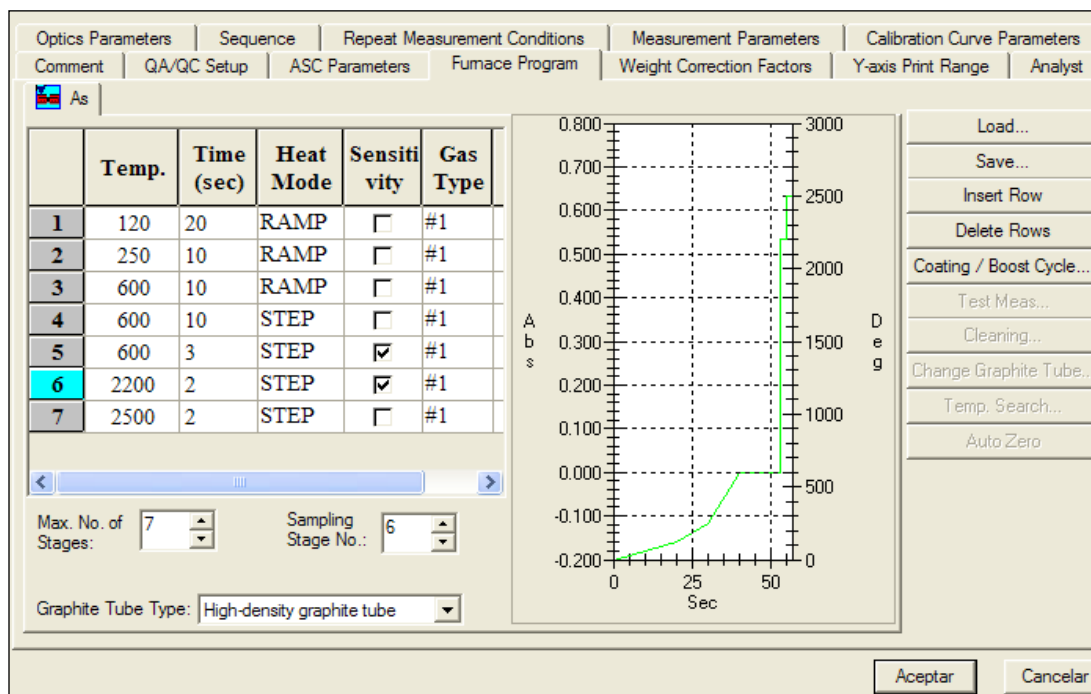 Optics Parameters Sequence Repeat Measurement Conditions Measurement Parameters Calibration Curve Parameters
Comment QA/QC Setup ASC Parameters Furnace Program Weight Correction Factors Y-axis Print Range Analyst
As
Temp. Time (sec) Heat Mode Sensitivity Gas Type
1 120 20 RAMP #1
2 250 10 RAMP #1
3 600 10 RAMP #1
4 600 10 STEP #1
5 600 3 STEP #1
6 2200 2 STEP #1
7 2500 2 STEP #1
Max. No. of Stages: 7
Sampling Stage No.: 6
Graphite Tube Type: High-density graphite tube
0.800
0.700
0.600
0.500
0.400
0.300
0.200
0.100
0.000
-0.100
-0.200
Abs
3000
2500
2000
1500
1000
500
0
Deg
0 25 50
Sec
Load...
Save...
Insert Row
Delete Rows
Coating / Boost Cycle...
Test Meas...
Cleaning...
Change Graphite Tube...
Temp. Search...
Auto Zero
Aceptar Cancelar